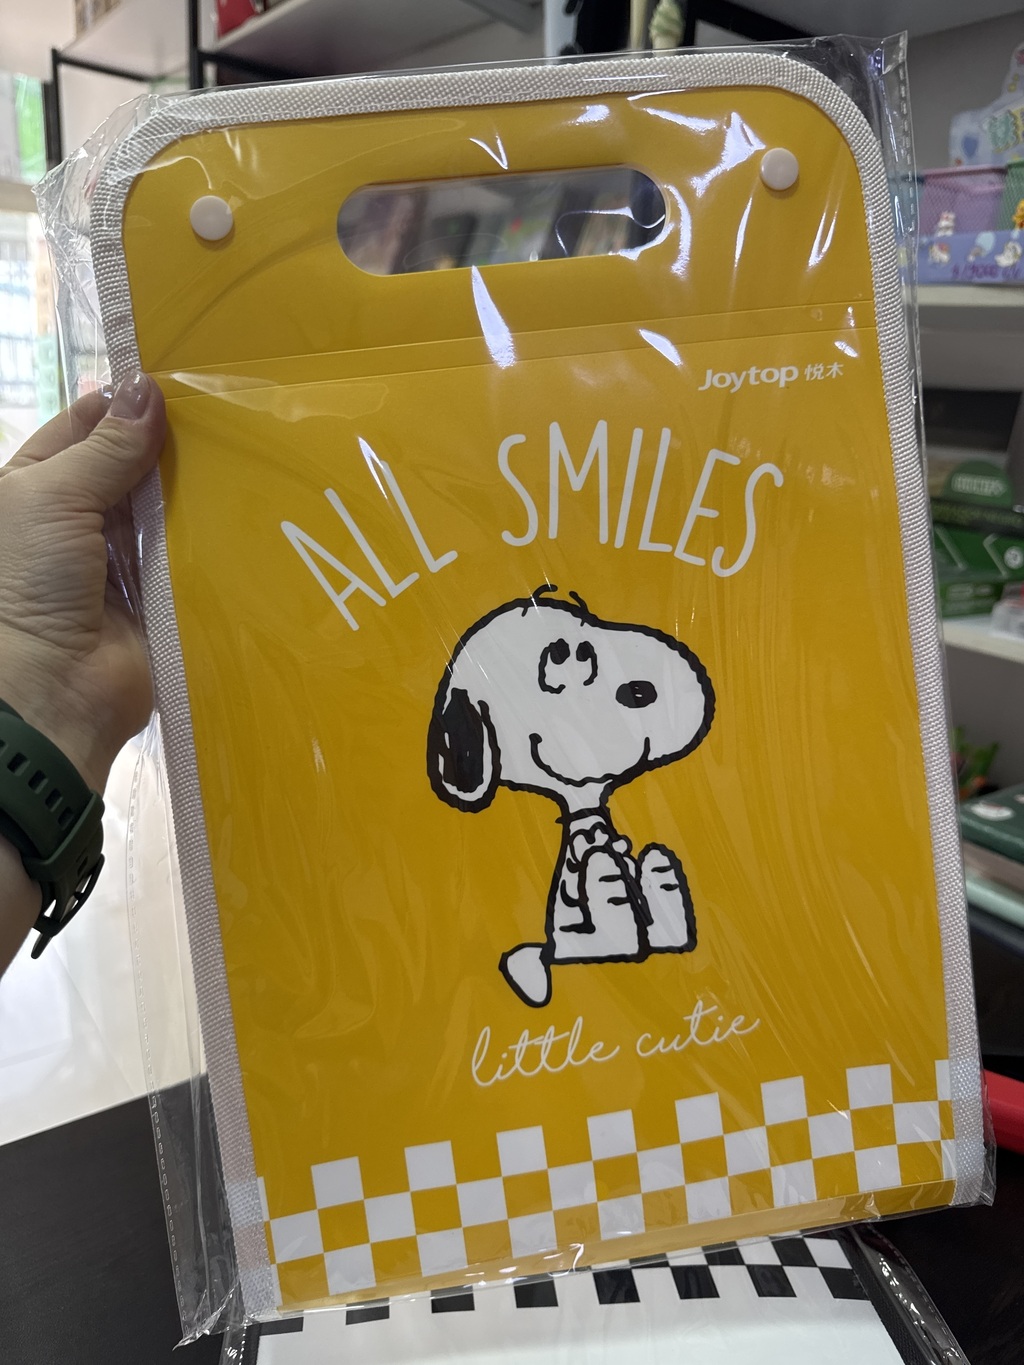 Joytop 悦木
ALL SMILES
little cutie